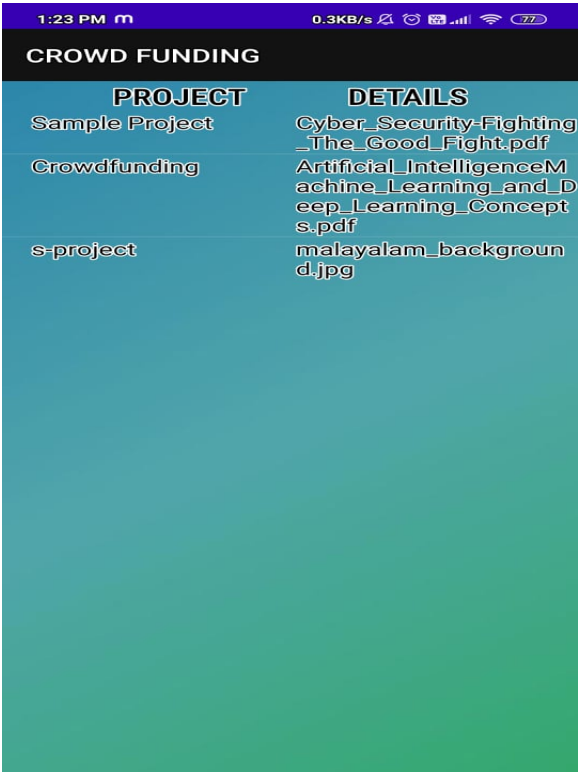 1:23 PM m 0.3KB/s 77
CROWD FUNDING
PROJECT DETAILS
Sample Project Cyber_Security-Fighting
_The_Good_Fight.pdf
Crowdfunding Artificial_IntelligenceM
achine_Learning_and_D
eep_Learning_Concept
s.pdf
s-project malayalam_backgroun
d.jpg